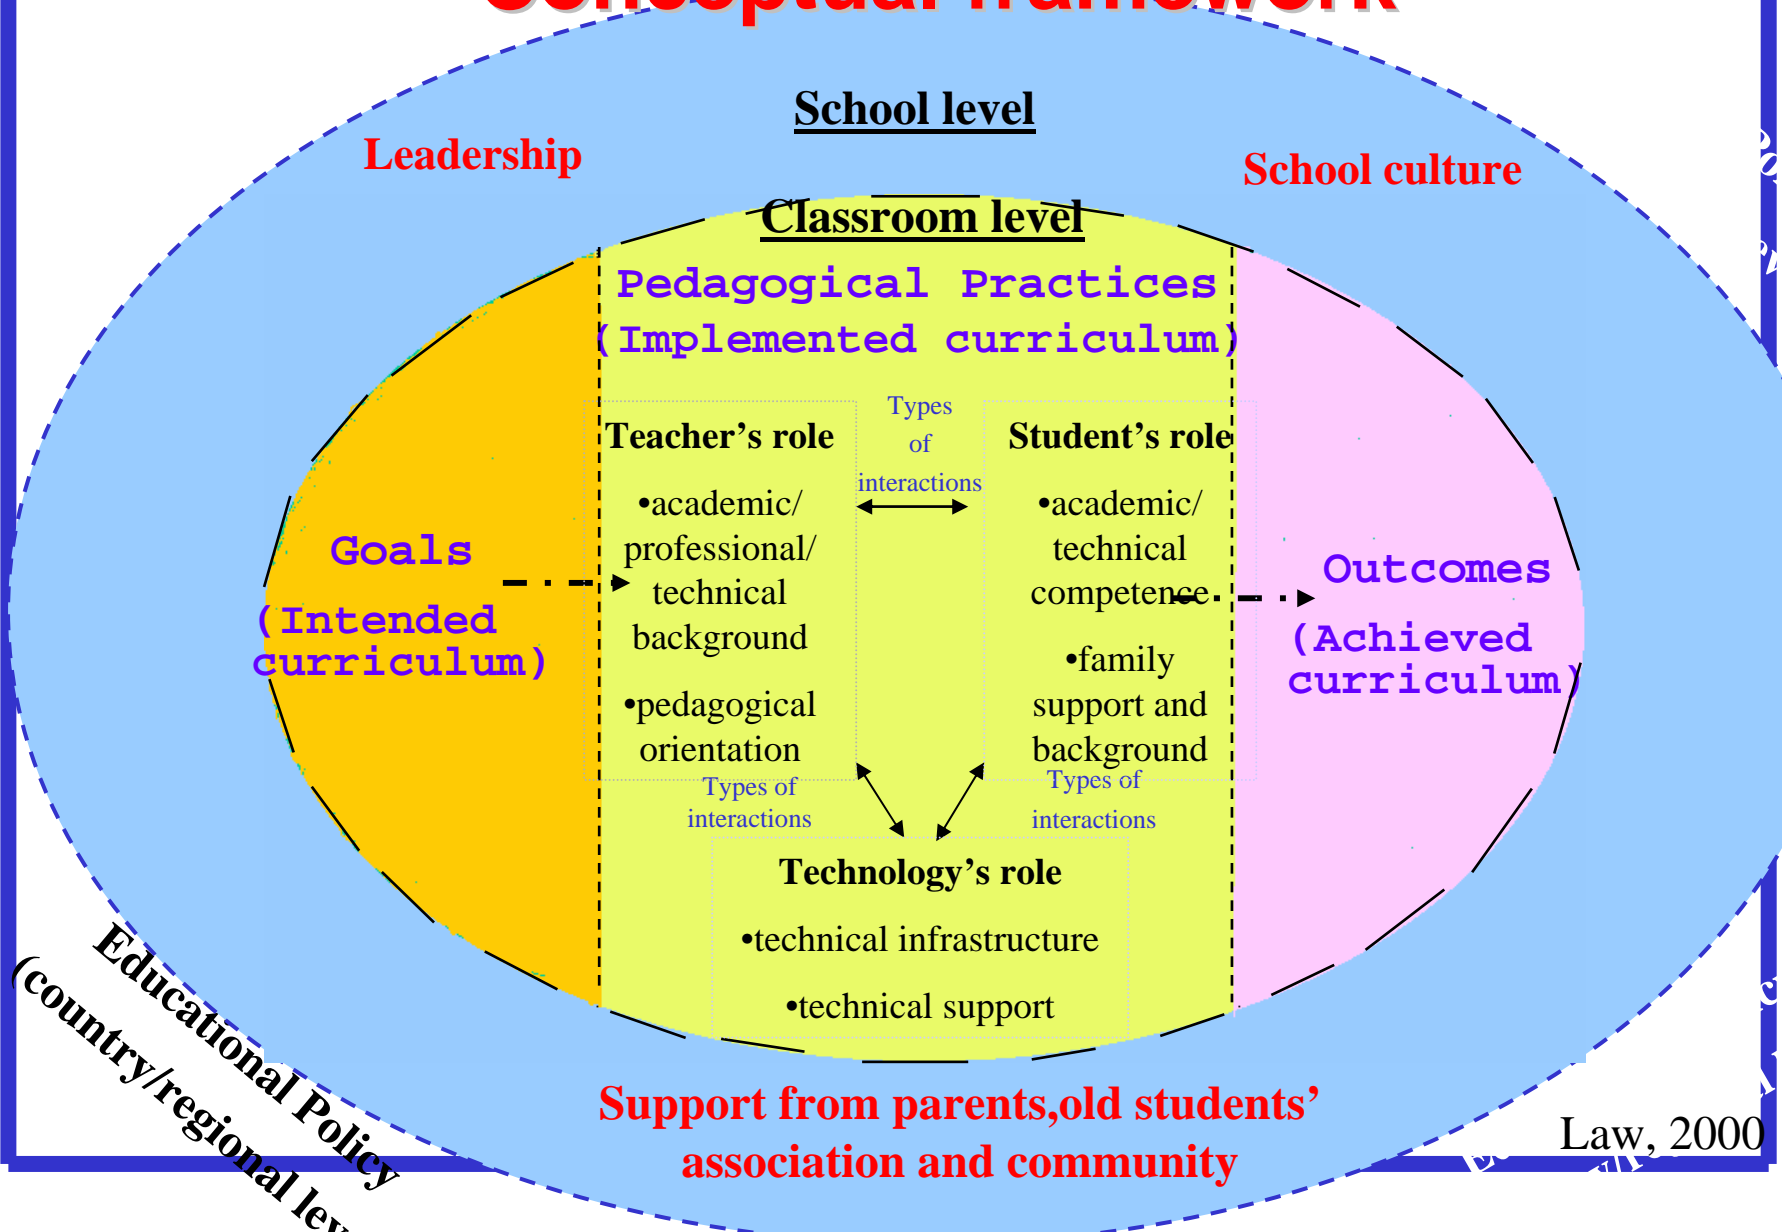 Conceptual framework
School level
Leadership
School culture
Classroom level
Pedagogical Practices
(Implemented curriculum)
Types
of
interactions
Teacher's role
•academic/
professional/
technical
background
•pedagogical
orientation
Student's role
•academic/
technical
competence
•family
support and
background
Goals
(Intended
curriculum)
Outcomes
(Achieved
curriculum)
Types of
interactions
Types of
interactions
Technology's role
•technical infrastructure
•technical support
Educational Policy
(country/regional
Support from parents,old students'
association and community
Law, 2000